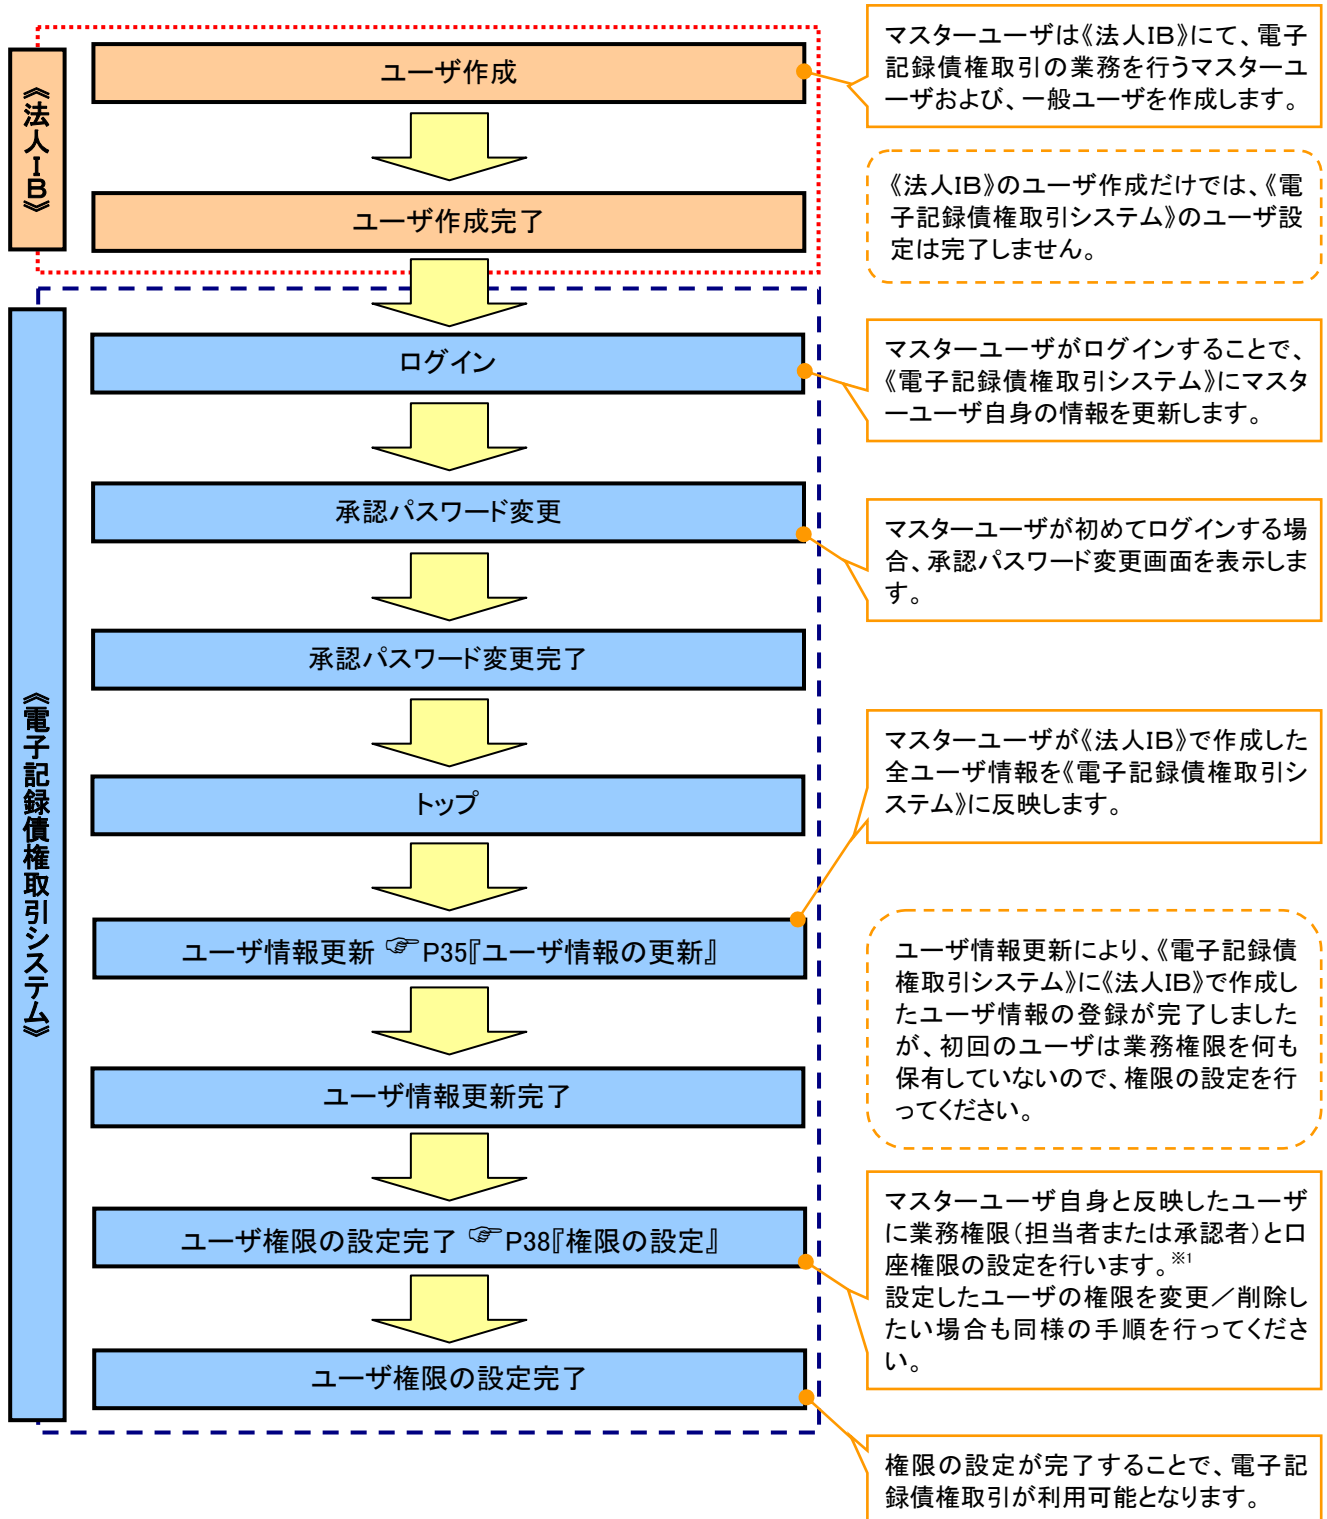 《法人IB》
ユーザ作成
マスターユーザは《法人IB》にて、電子
記録債権取引の業務を行うマスターユ
ーザおよび、一般ユーザを作成します。
《法人IB》のユーザ作成だけでは、《電
子記録債権取引システム》のユーザ設
定は完了しません。
ユーザ作成完了
《電子記録債権取引システム》
ログイン
マスターユーザがログインすることで、
《電子記録債権取引システム》にマスタ
ーユーザ自身の情報を更新します。
承認パスワード変更
マスターユーザが初めてログインする場
合、承認パスワード変更画面を表示しま
す。
承認パスワード変更完了
トップ
マスターユーザが《法人IB》で作成した
全ユーザ情報を《電子記録債権取引シ
ステム》に反映します。
ユーザ情報更新 ☞P35『ユーザ情報の更新』
ユーザ情報更新により、《電子記録債
権取引システム》に《法人IB》で作成し
たユーザ情報の登録が完了しました
が、初回のユーザは業務権限を何も
保有していないので、権限の設定を行
ってください。
ユーザ情報更新完了
ユーザ権限の設定完了 ☞P38『権限の設定』
マスターユーザ自身と反映したユーザ
に業務権限(担当者または承認者)と口
座権限の設定を行います。※1
設定したユーザの権限を変更／削除し
たい場合も同様の手順を行ってくださ
い。
ユーザ権限の設定完了
権限の設定が完了することで、電子記
録債権取引が利用可能となります。